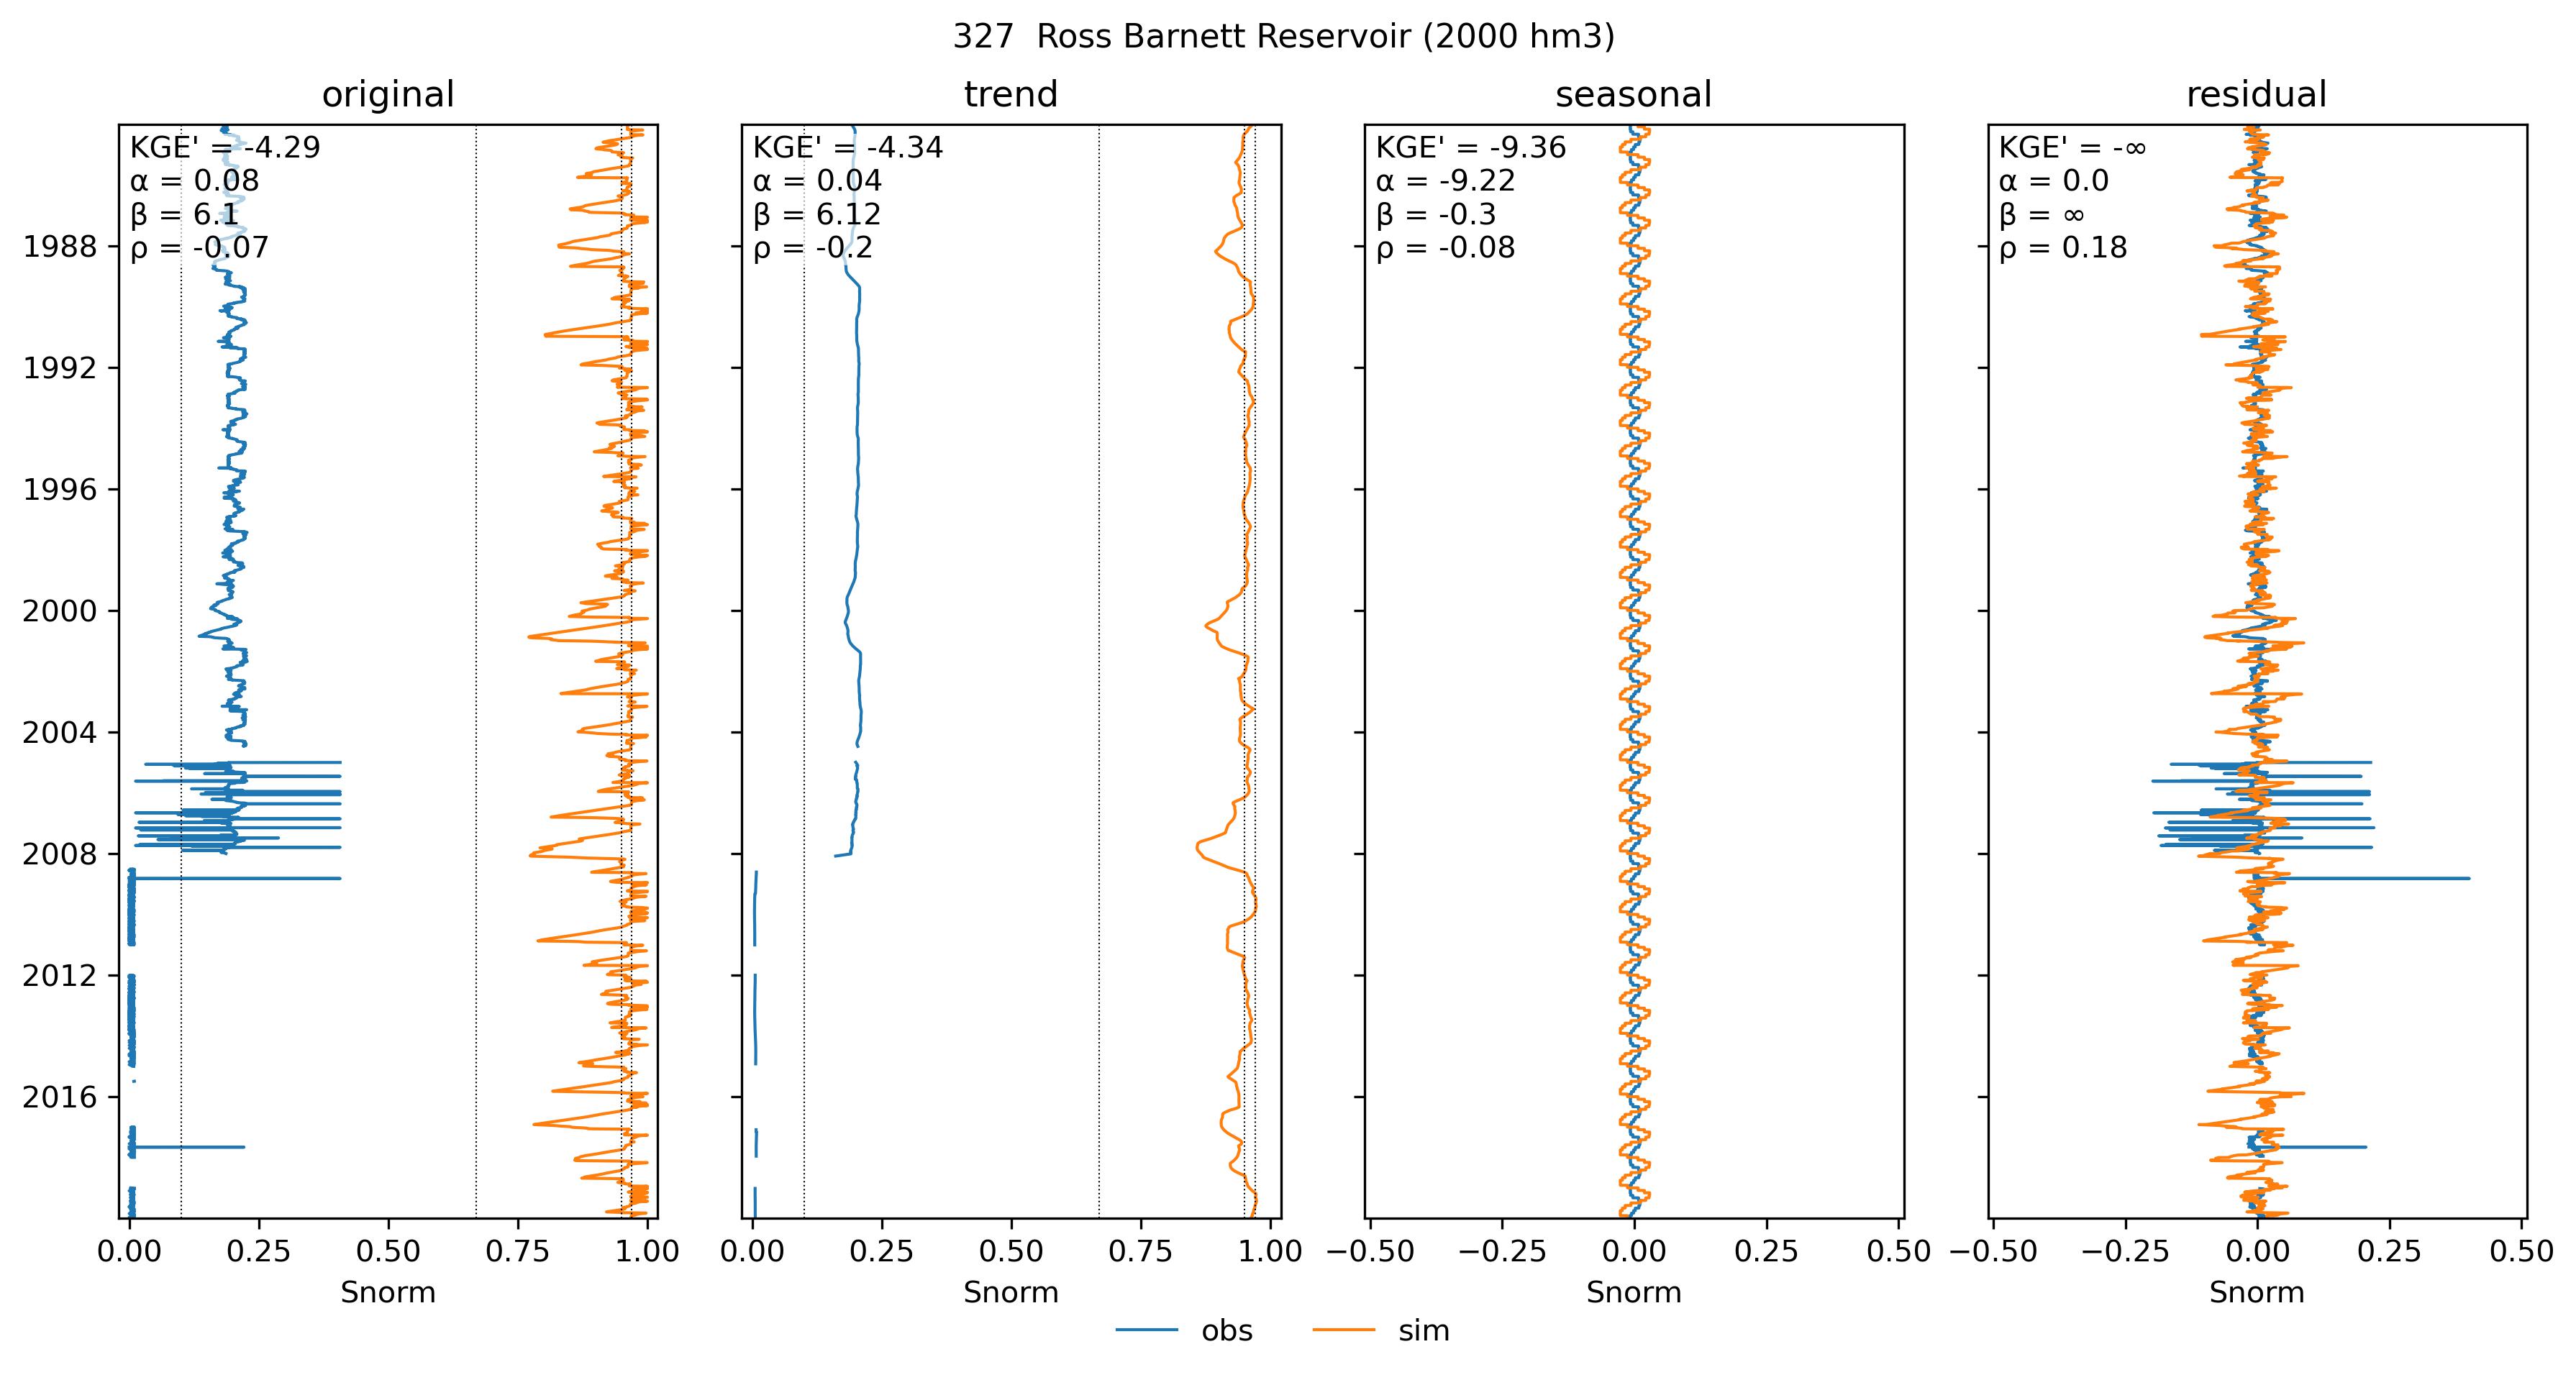 327  Ross Barnett Reservoir (2000 hm3)
original
KGE' = -4.29
α = 0.08
β = 6.1
ρ = -0.07
1988
1992
1996
2000
2004
2008
2012
2016
0.00 0.25 0.50 0.75 1.00
Snorm
trend
KGE' = -4.34
α = 0.04
β = 6.12
ρ = -0.2
0.00 0.25 0.50 0.75 1.00
Snorm
seasonal
KGE' = -9.36
α = -9.22
β = -0.3
ρ = -0.08
−0.50 −0.25 0.00 0.25 0.50
Snorm
residual
KGE' = -∞
α = 0.0
β = ∞
ρ = 0.18
−0.50 −0.25 0.00 0.25 0.50
Snorm
obs sim